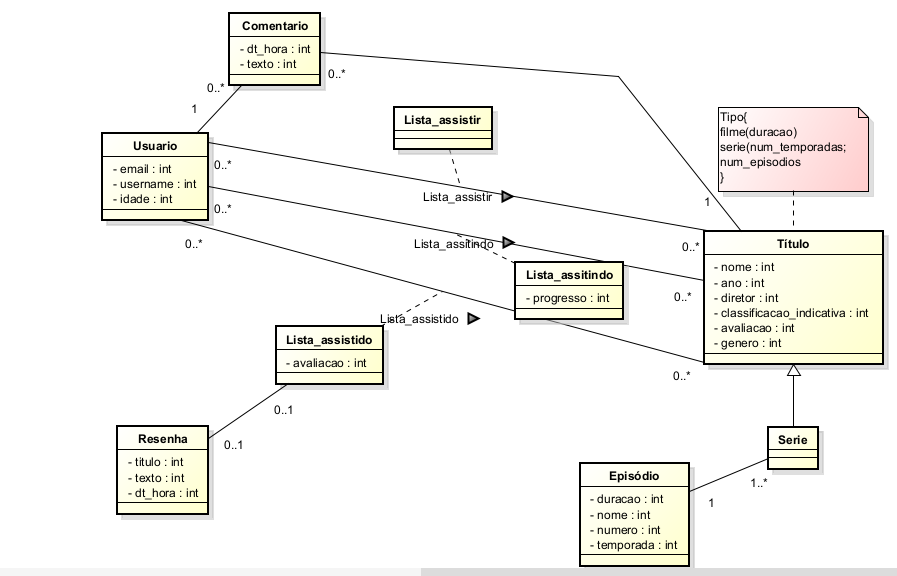 Comentario
- dt_hora : int
- texto : int
0..*
0..*
1
Usuario
- email : int
- username : int
- idade : int
0..*
0..*
0..*
Lista_assistir
Lista_assistir
Lista_assitindo
Lista_assitindo
- progresso : int
Lista_assistido
Lista_assistido
- avaliacao : int
0..1
0..1
Resenha
- titulo : int
- texto : int
- dt_hora : int
Tipo{
filme(duracao)
serie(num_temporadas;
num_episodios
}
1
0..*
0..*
0..*
Título
- nome : int
- ano : int
- diretor : int
- classificacao_indicativa : int
- avaliacao : int
- genero : int
Serie
1..*
1
Episódio
- duracao : int
- nome : int
- numero : int
- temporada : int